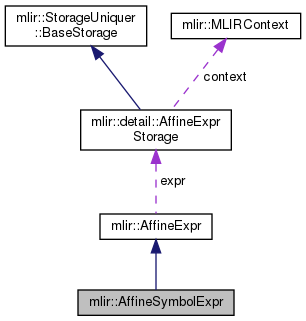 mlir::StorageUniquer
::BaseStorage
mlir::MLIRContext
context
mlir::detail::AffineExpr
Storage
expr
mlir::AffineExpr
mlir::AffineSymbolExpr